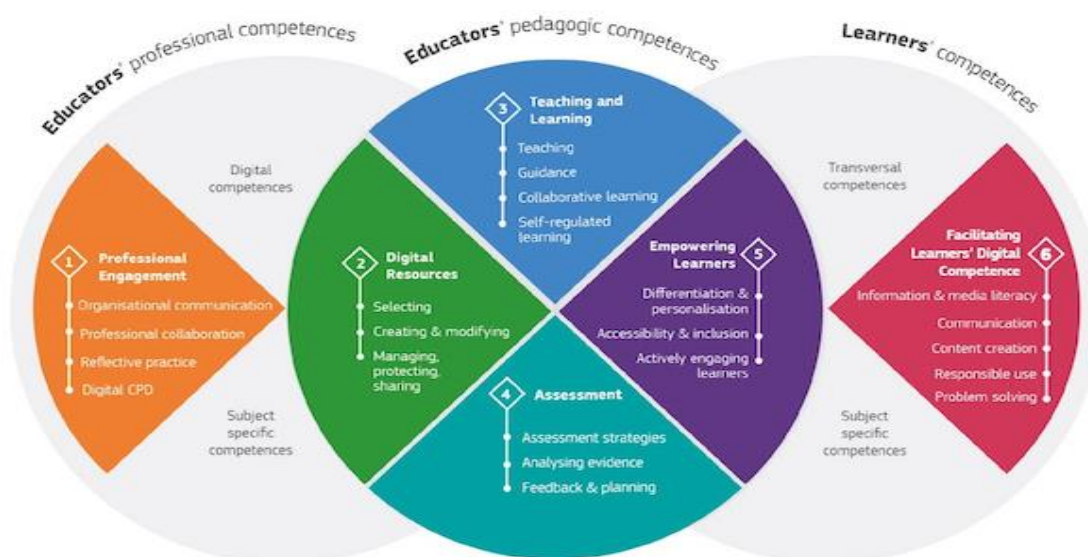 Educators' professional competences
Educators' pedagogic competences
Learners' competences
Digital
competences
Subject
specific
competences
1
Professional
Engagement
Organisational communication
Professional collaboration
Reflective practice
Digital CPD
2
Digital
Resources
Selecting
Creating & modifying
Managing,
protecting,
sharing
3
Teaching and
Learning
Teaching
Guidance
Collaborative learning
Self-regulated
learning
4
Assessment
Assessment strategies
Analysing evidence
Feedback & planning
5
Empowering
Learners
Differentiation &
personalisation
Accessibility & inclusion
Actively engaging
learners
Transversal
competences
Subject
specific
competences
6
Facilitating
Learners' Digital
Competence
Information & media literacy
Communication
Content creation
Responsible use
Problem solving